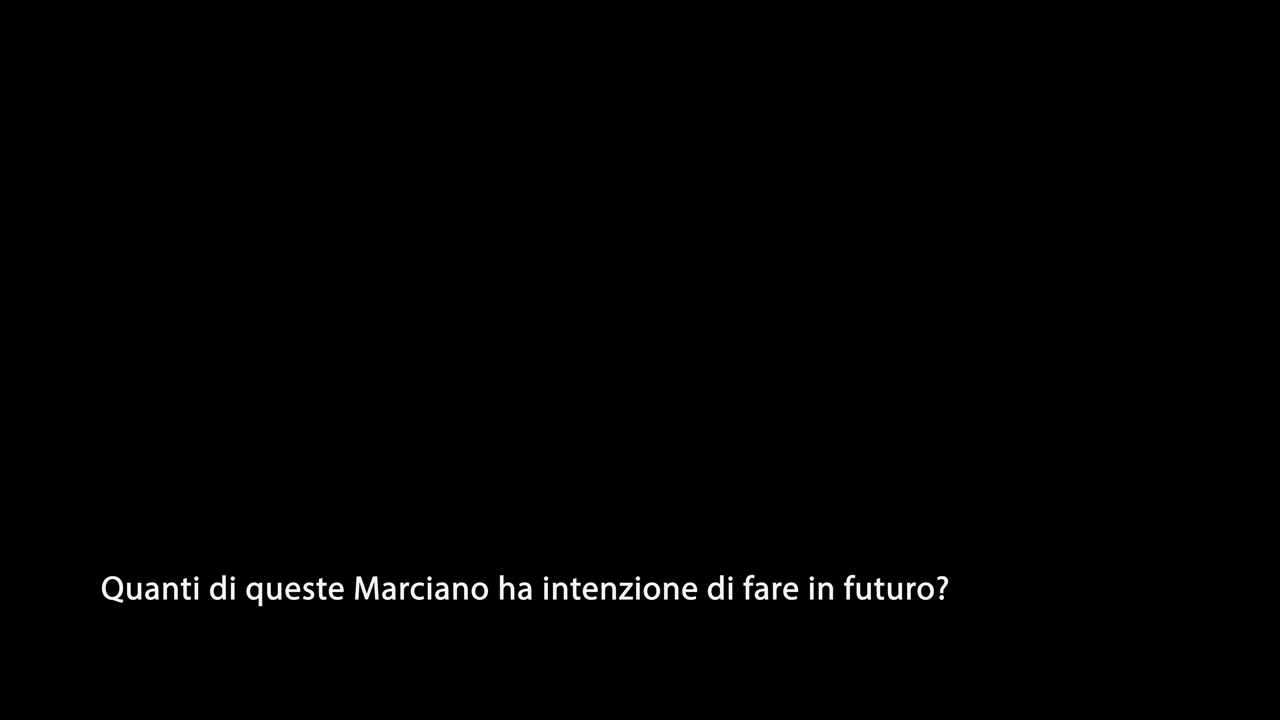 Quanti di queste Marciano ha intenzione di fare in futuro?